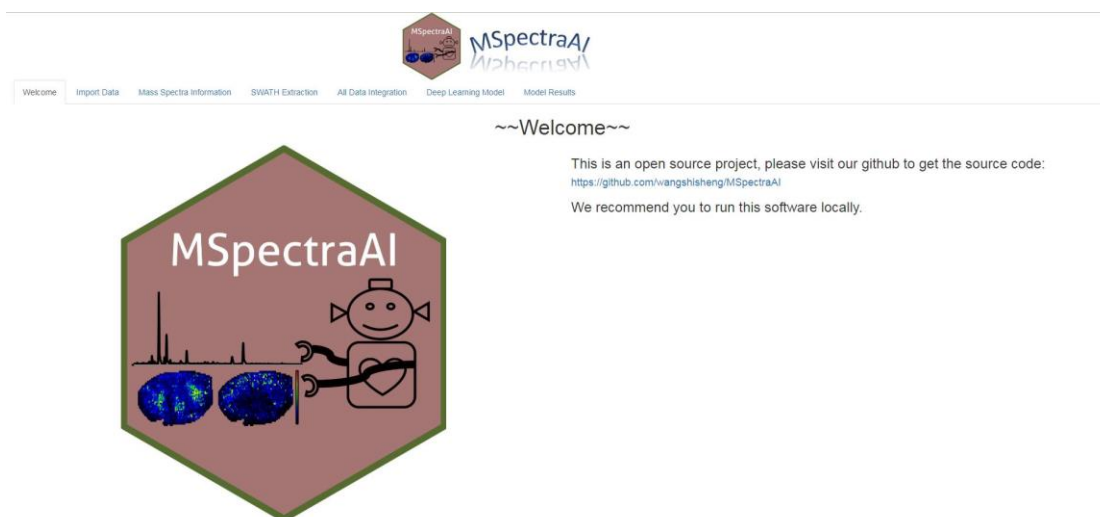 MSpectraAI
MSpectraAI
MSpectraAI
Welcome
Import Data
Mass Spectra Information
SWATH Extraction
All Data Integration
Deep Learning Model
Model Results
~~Welcome~~
This is an open source project, please visit our github to get the source code:
https://github.com/wangshisheng/MSpectraAI
We recommend you to run this software locally.
MSpectraAI